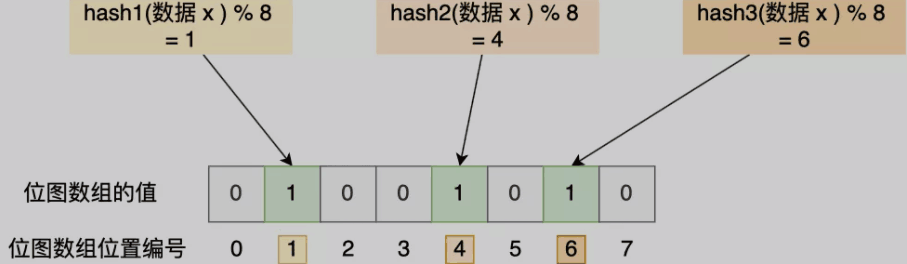 hash1(数据 x ) % 8
= 1
hash2(数据 x ) % 8
= 4
hash3(数据 x ) % 8
= 6
位图数组的值 0 1 0 0 1 0 1 0
位图数组位置编号 0 1 2 3 4 5 6 7